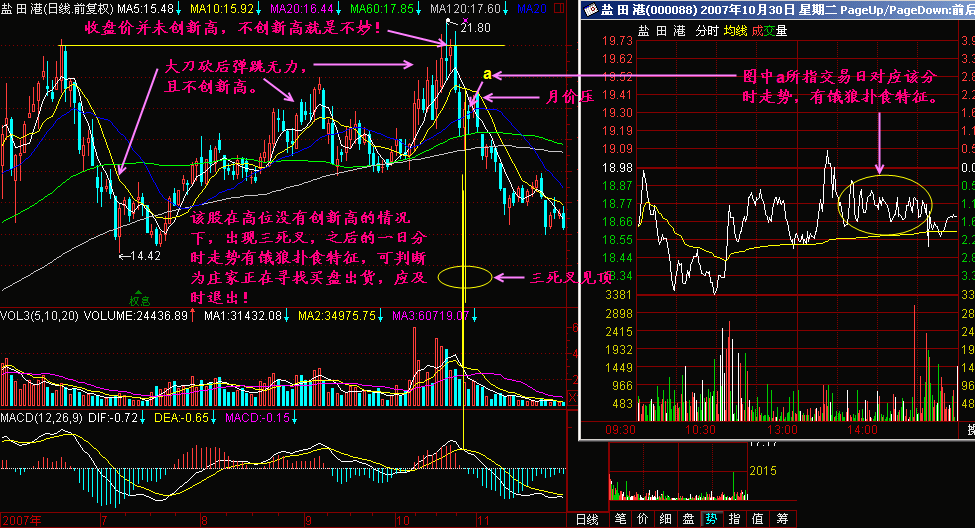 盐 田 港(日线.前复权) MA5:15.48↓ MA10:15.92↓ MA20:16.44↓ MA60:17.85↓ MA120:17.60↓ MA20
收盘价并未创新高，不创新高就是不妙！
21.80
大刀砍后弹跳无力，
且不创新高。
a
月价压
该股在高位没有创新高的情况
下，出现三死叉，之后的一日分
时走势有饿狼扑食特征，可判断
为庄家正在寻找买盘出货，应及
时退出！
←14.42
权息
三死叉见顶
VOL3(5,10,20) VOLUME:24436.89↑ MA1:31432.08↓ MA2:34975.75↓ MA3:60719.07↓
MACD(12,26,9) DIF:-0.72↓ DEA:-0.65↓ MACD:-0.15↓
2007年 7 8 9 10 11
日线
盐 田 港(000088) 2007年10月30日 星期二 PageUp/PageDown:前后
盐 田 港 分时 均线 成交量
19.73
19.62
19.52
19.41
19.30
19.19
19.09
18.98
18.87
18.77
18.66
18.55
18.44
18.34
3381
2898
2415
1932
1449
966
483
图中a所指交易日对应该分
时走势，有饿狼扑食特征。
09:30 10:30 13:00 14:00
2015
笔 价 细 盘 势 指 值 筹